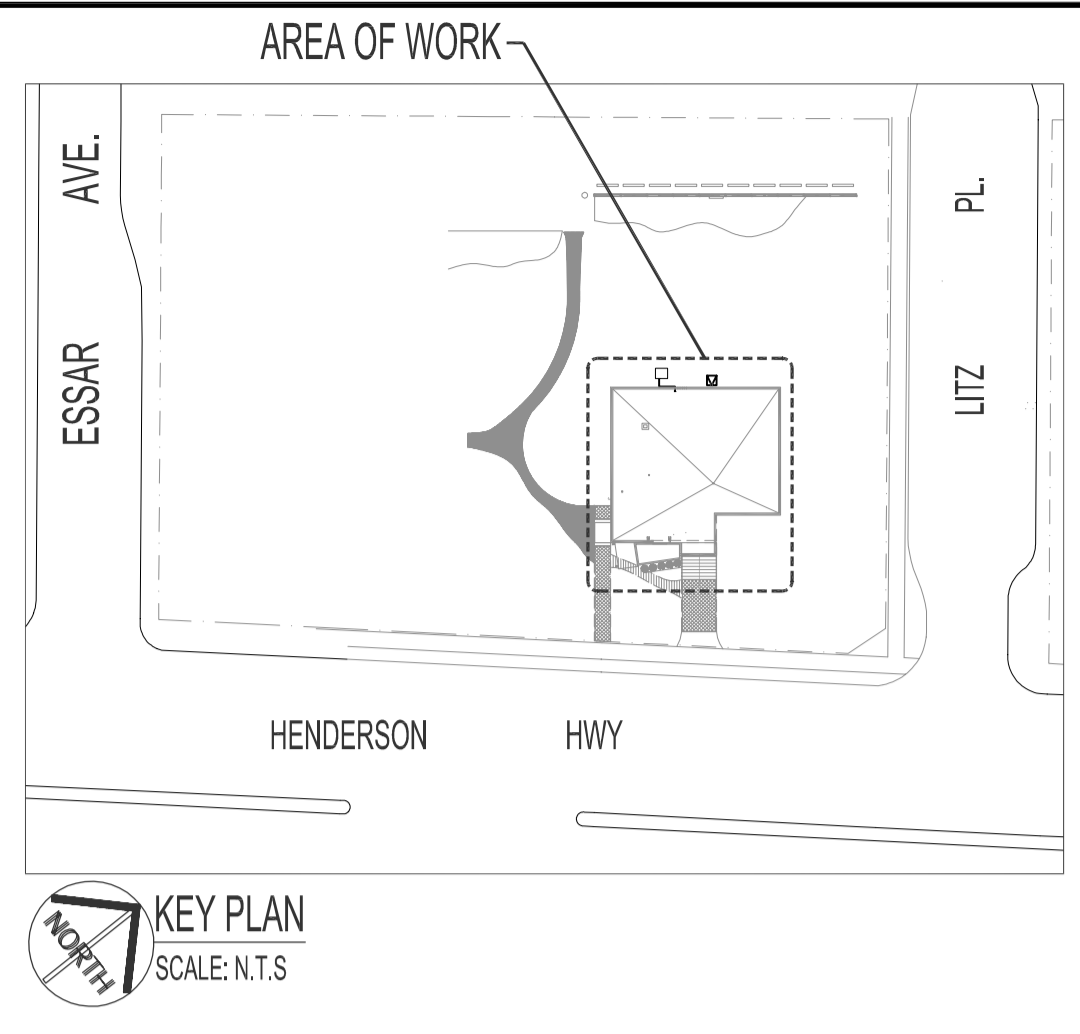 AREA OF WORK
ESSAR AVE.
LITZ PL.
HENDERSON HWY
NORTH
KEY PLAN
SCALE: N.T.S